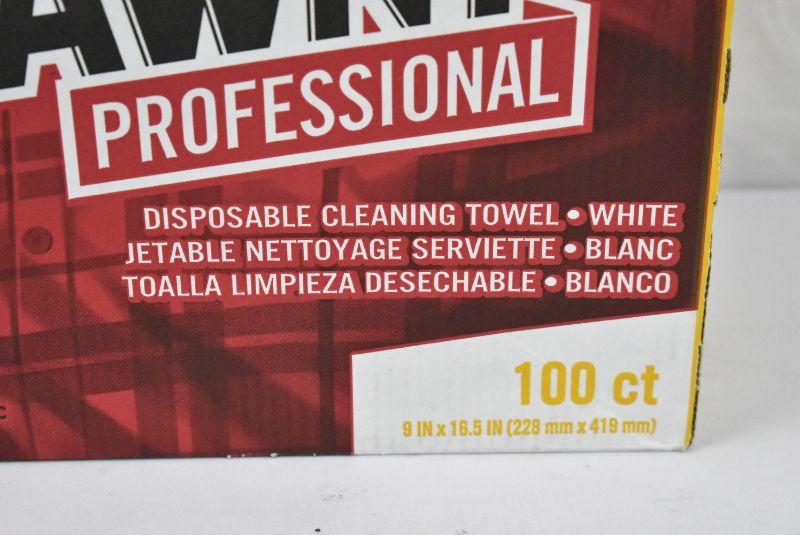 PROFESSIONAL
DISPOSABLE CLEANING TOWEL • WHITE
JETABLE NETTOYAGE SERVIETTE • BLANC
TOALLA LIMPIEZA DESECHABLE • BLANCO
100 ct
9 IN x 16.5 IN (228 mm x 419 mm)